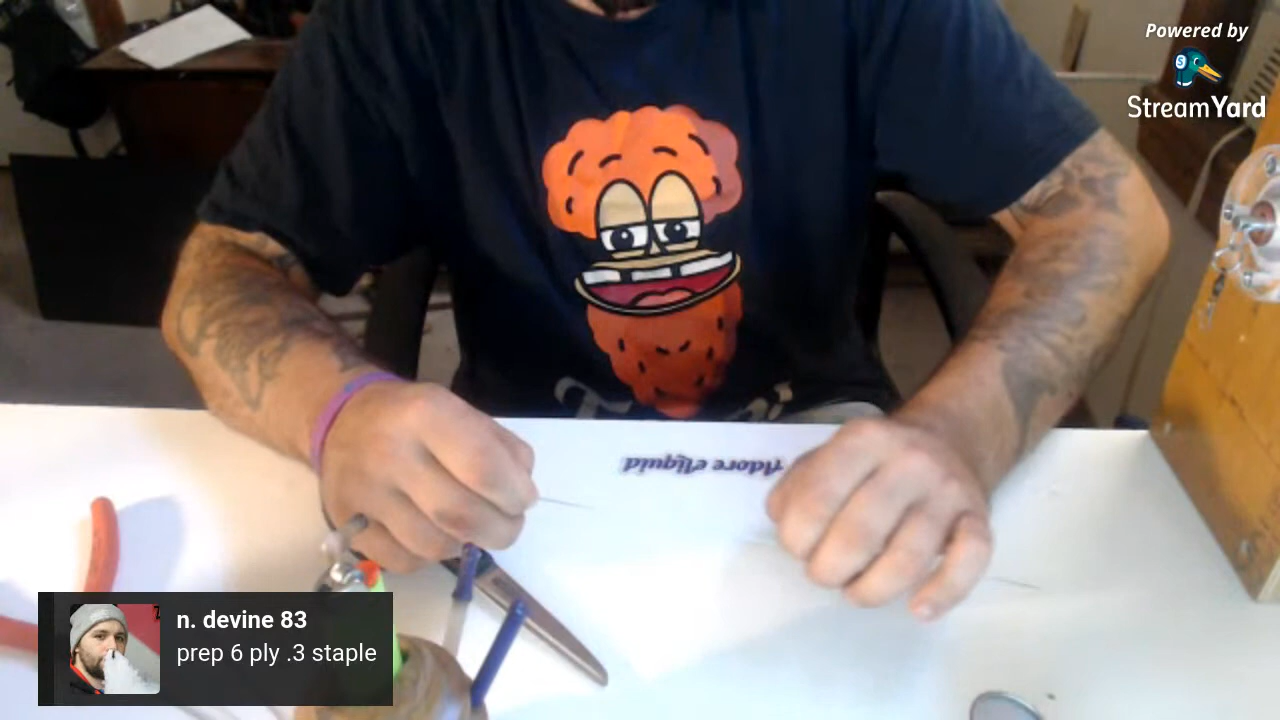 Powered by
StreamYard
Adore eliquid
n. devine 83
prep 6 ply .3 staple